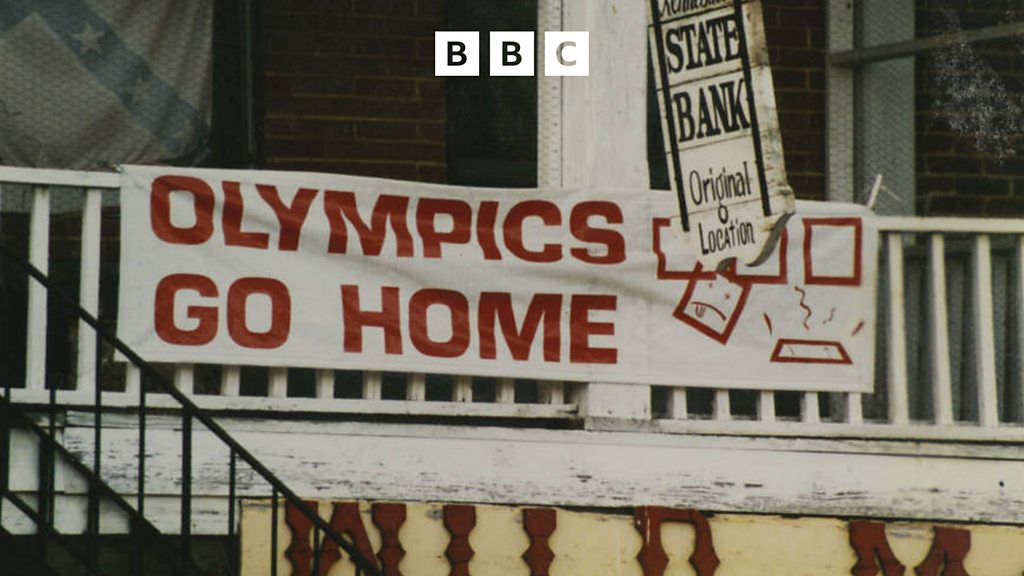 BBC
STATE
BANK
Original
Location
OLYMPICS
GO HOME